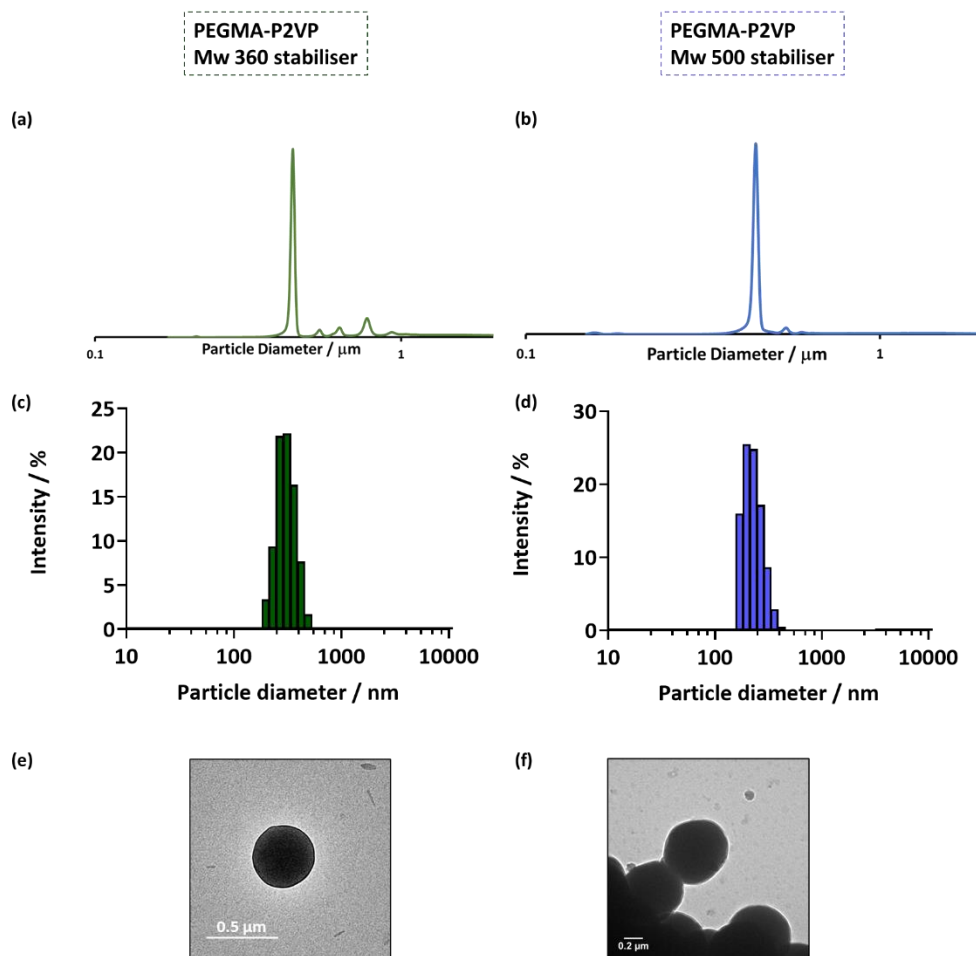 PEGMA-P2VP
Mw 360 stabiliser
PEGMA-P2VP
Mw 500 stabiliser
(a)
(b)
0.1
Particle Diameter / μm
1
0.1
Particle Diameter / μm
1
(c)
(d)
25
20
15
10
5
0
Intensity / %
10
100
1000
10000
Particle diameter / nm
30
20
10
0
Intensity / %
10
100
1000
10000
Particle diameter / nm
(e)
(f)
0.5 μm
0.2 μm